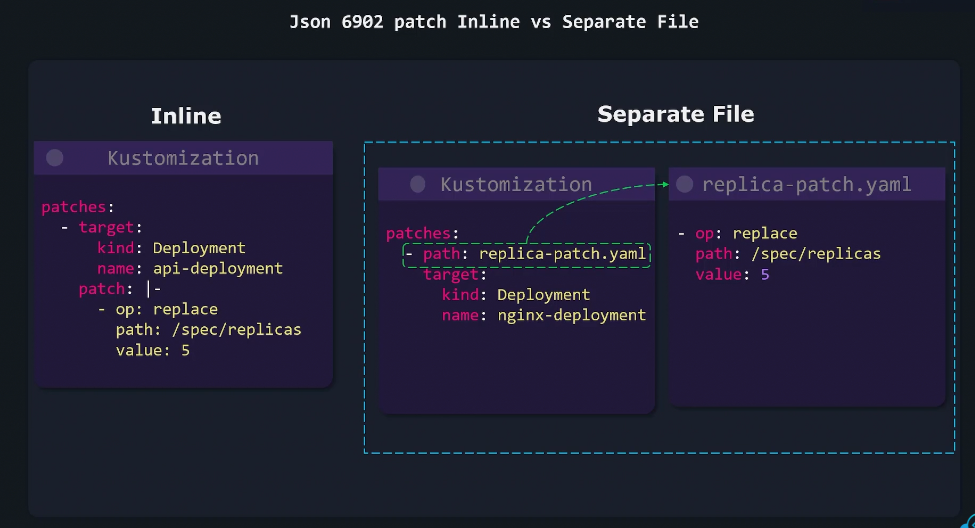 Json 6902 patch Inline vs Separate File
Inline
Kustomization
patches:
  - target:
      kind: Deployment
      name: api-deployment
    patch: |-
      - op: replace
        path: /spec/replicas
        value: 5
Separate File
Kustomization
patches:
  - path: replica-patch.yaml
    target:
      kind: Deployment
      name: nginx-deployment
replica-patch.yaml
- op: replace
  path: /spec/replicas
  value: 5